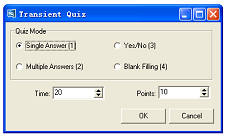 Transient Quiz
Quiz Mode
Single Answer (1) Yes/No (3)
Multiple Answers (2) Blank Filling (4)
Time: 20 Points: 10
OK Cancel